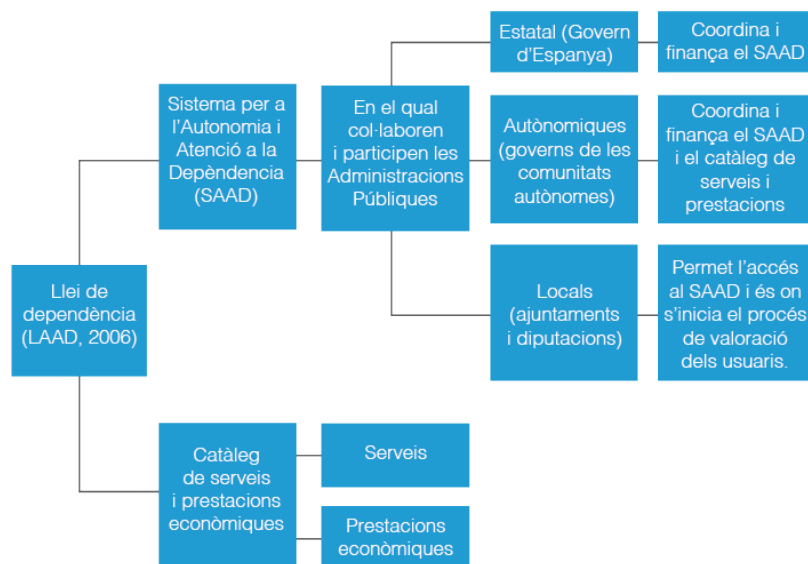 Estatal (Govern
d'Espanya)
Coordina i
finança el SAAD
Sistema per a
l'Autonomia i
Atenció a la
Depèndencia
(SAAD)
En el qual
col·laboren
i participen les
Administracions
Públiques
Autònomiques
(governs de les
comunitats
autònomes)
Coordina i
finança el SAAD
i el catàleg de
serveis i
prestacions
Llei de
dependència
(LAAD, 2006)
Locals
(ajuntaments
i diputacions)
Permet l'accés
al SAAD i és on
s'inicia el procés
de valoració
dels usuaris.
Catàleg
de serveis
i prestacions
econòmiques
Serveis
Prestacions
econòmiques